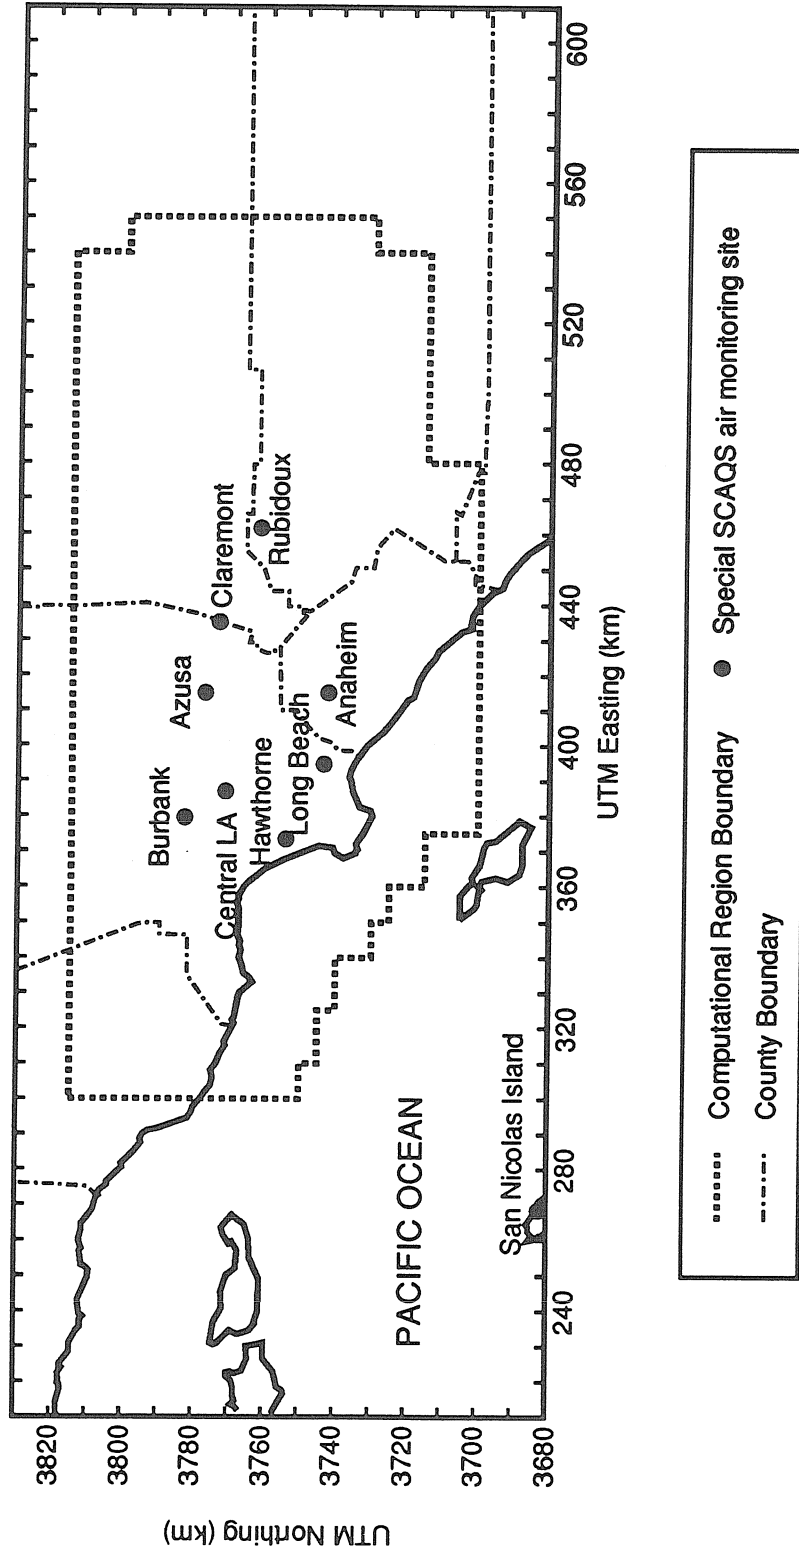 UTM Northing (km)
3820
3800
3780
3760
3740
3720
3700
3680
Burbank
Azusa
Claremont
Central LA
Hawthorne
Long Beach
Rubidoux
Anaheim
PACIFIC OCEAN
San Nicolas Island
240 280 320 360 400 440 480 520 560 600
UTM Easting (km)
Computational Region Boundary
Special SCAQS air monitoring site
County Boundary